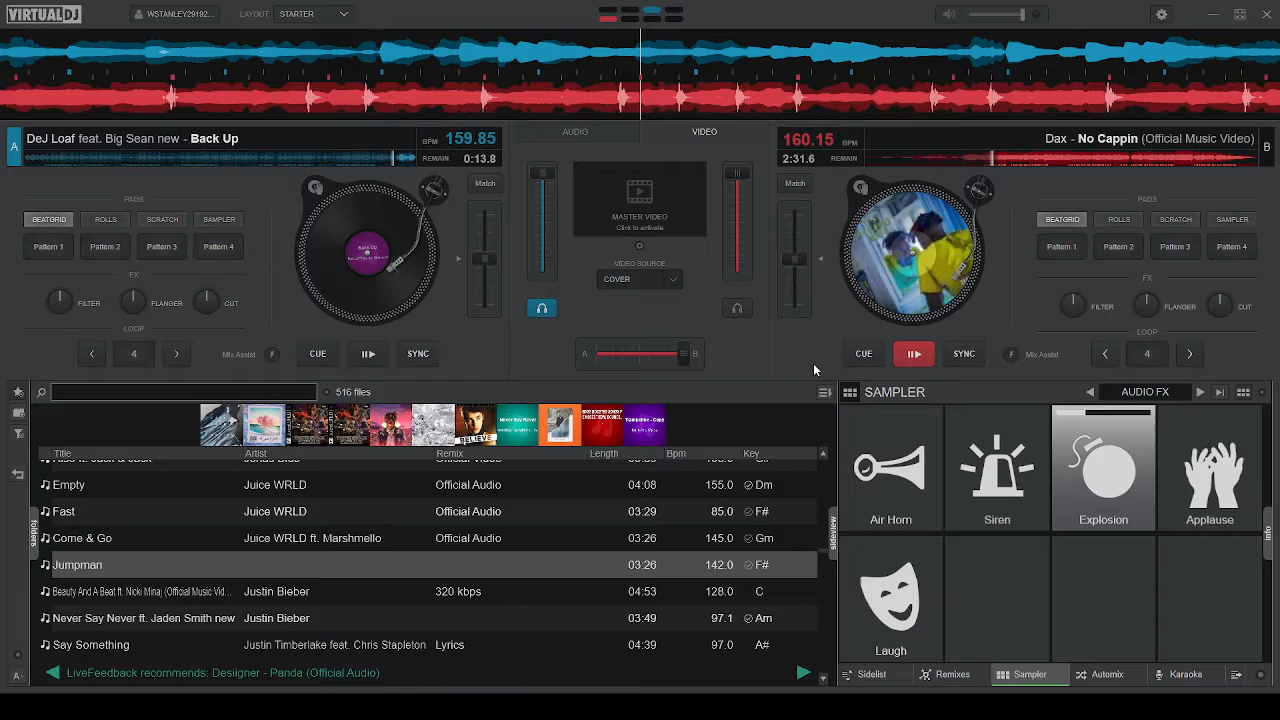 VIRTUALDJ
WSTANLEY29192...
LAYOUT STARTER
A
DeJ Loaf feat. Big Sean new - Back Up
BPM 159.85
REMAIN 0:13.8
AUDIO
VIDEO
160.15 BPM
2:31.6 REMAIN
Dax - No Cappin (Official Music Video)
B
PADS
BEATGRID ROLLS SCRATCH SAMPLER
Pattern 1 Pattern 2 Pattern 3 Pattern 4
FX
FILTER FLANGER CUT
LOOP
4
Mix Assist
CUE
SYNC
Match
MASTER VIDEO
Click to activate
VIDEO SOURCE
COVER
A B
Match
PADS
BEATGRID ROLLS SCRATCH SAMPLER
Pattern 1 Pattern 2 Pattern 3 Pattern 4
FX
FILTER FLANGER CUT
LOOP
CUE
SYNC
Mix Assist
4
516 files
BELIEVE
Never Say Never
Title Artist Remix Length Bpm Key
Empty Juice WRLD Official Audio 04:08 155.0 Dm
Fast Juice WRLD Official Audio 03:29 85.0 F#
Come & Go Juice WRLD ft. Marshmello 03:26 145.0 Gm
Jumpman 03:26 142.0 F#
Beauty And A Beat ft. Nicki Minaj (Official Music Vid... Justin Bieber 320 kbps 04:53 128.0 C
Never Say Never ft. Jaden Smith new Justin Bieber 03:49 97.1 Am
Say Something Justin Timberlake feat. Chris Stapleton Lyrics 04:39 97.0 A#
LiveFeedback recommends: Desiigner - Panda (Official Audio)
folders
sideview
SAMPLER
AUDIO FX
Air Horn Siren Explosion Applause
Laugh
info
Sidelist Remixes Sampler Automix Karaoke